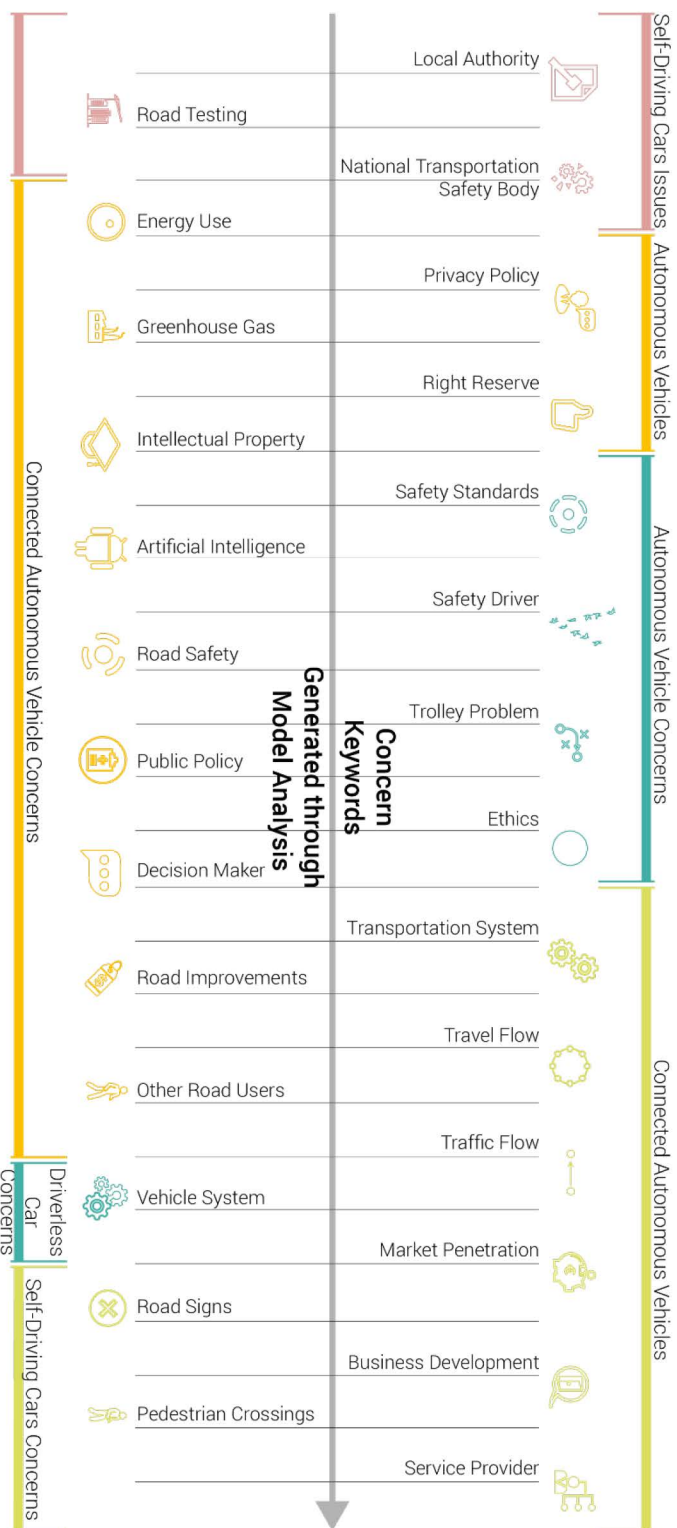 Self-Driving Cars Issues
Local Authority
Road Testing
National Transportation
Safety Body
Energy Use
Autonomous Vehicles
Privacy Policy
Greenhouse Gas
Right Reserve
Intellectual Property
Connected Autonomous Vehicle Concerns
Autonomous Vehicle Concerns
Safety Standards
Artificial Intelligence
Safety Driver
Road Safety
Concern
Keywords
Generated through
Model Analysis
Trolley Problem
Public Policy
Ethics
Decision Maker
Connected Autonomous Vehicles
Transportation System
Road Improvements
Travel Flow
Other Road Users
Traffic Flow
Driverless
Car
Concerns
Vehicle System
Market Penetration
Self-Driving Cars Concerns
Road Signs
Business Development
Pedestrian Crossings
Service Provider